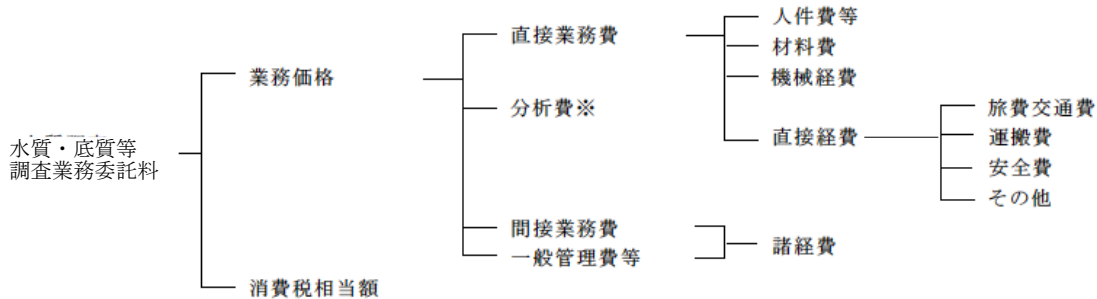 水質・底質等
調査業務委託料
業務価格
消費税相当額
直接業務費
分析費※
間接業務費
一般管理費等
人件費等
材料費
機械経費
直接経費
諸経費
旅費交通費
運搬費
安全費
その他